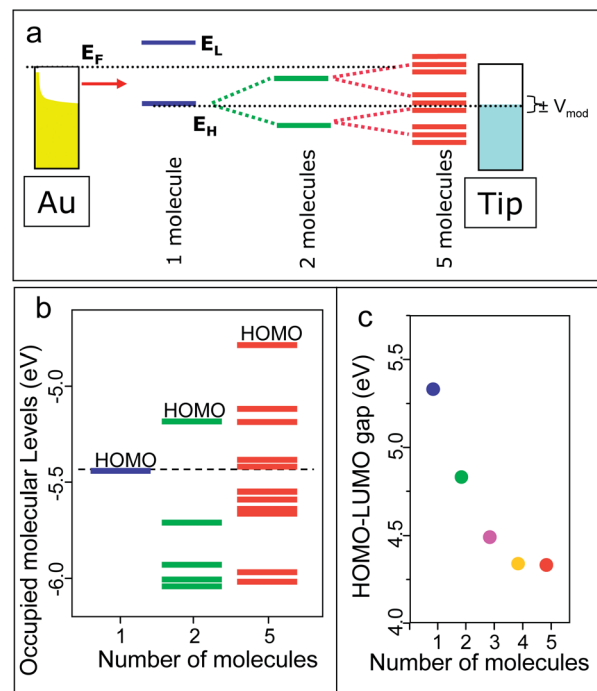 a
E_F
E_L
E_H
± V_mod
Au
1 molecule
2 molecules
5 molecules
Tip
b
Occupied molecular Levels (eV)
-5.0
-5.5
-6.0
HOMO
HOMO
HOMO
1
2
5
Number of molecules
c
HOMO-LUMO gap (eV)
5.5
5.0
4.5
4.0
1
2
3
4
5
Number of molecules